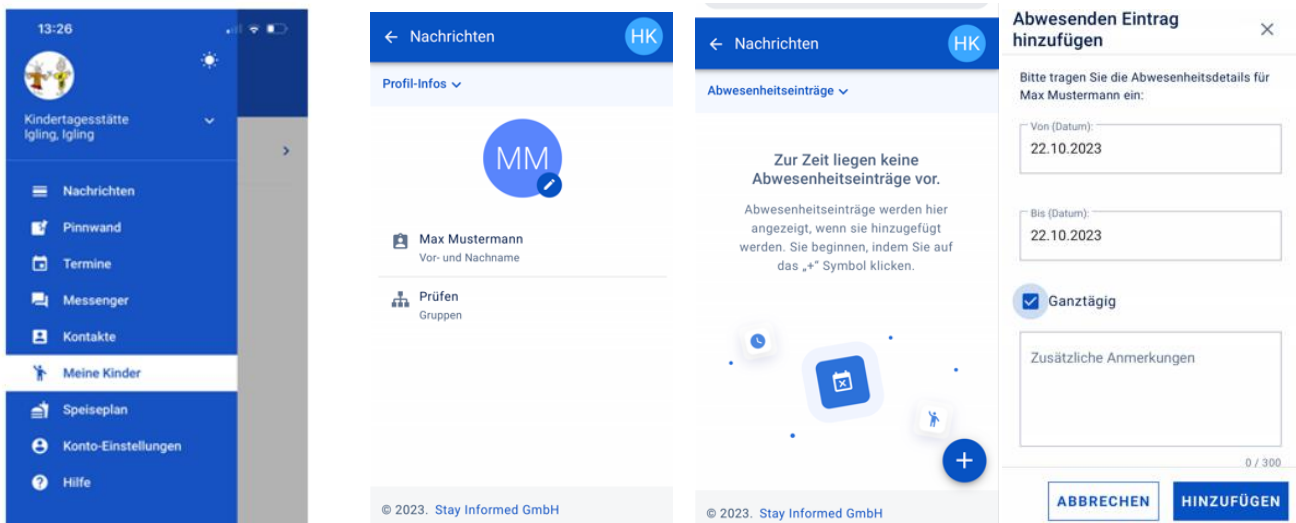 13:26
Kindertagesstätte
Igling, Igling
Nachrichten
Pinnwand
Termine
Messenger
Kontakte
Meine Kinder
Speiseplan
Konto-Einstellungen
Hilfe
Nachrichten
HK
Profil-Infos
MM
Max Mustermann
Vor- und Nachname
Prüfen
Gruppen
© 2023. Stay Informed GmbH
Nachrichten
HK
Abwesenheitseinträge
Zur Zeit liegen keine
Abwesenheitseinträge vor.
Abwesenheitseinträge werden hier
angezeigt, wenn sie hinzugefügt
werden. Sie beginnen, indem Sie auf
das „+“ Symbol klicken.
© 2023. Stay Informed GmbH
Abwesenden Eintrag
hinzufügen
Bitte tragen Sie die Abwesenheitsdetails für
Max Mustermann ein:
Von (Datum):
22.10.2023
Bis (Datum):
22.10.2023
Ganztägig
Zusätzliche Anmerkungen
0 / 300
ABBRECHEN
HINZUFÜGEN